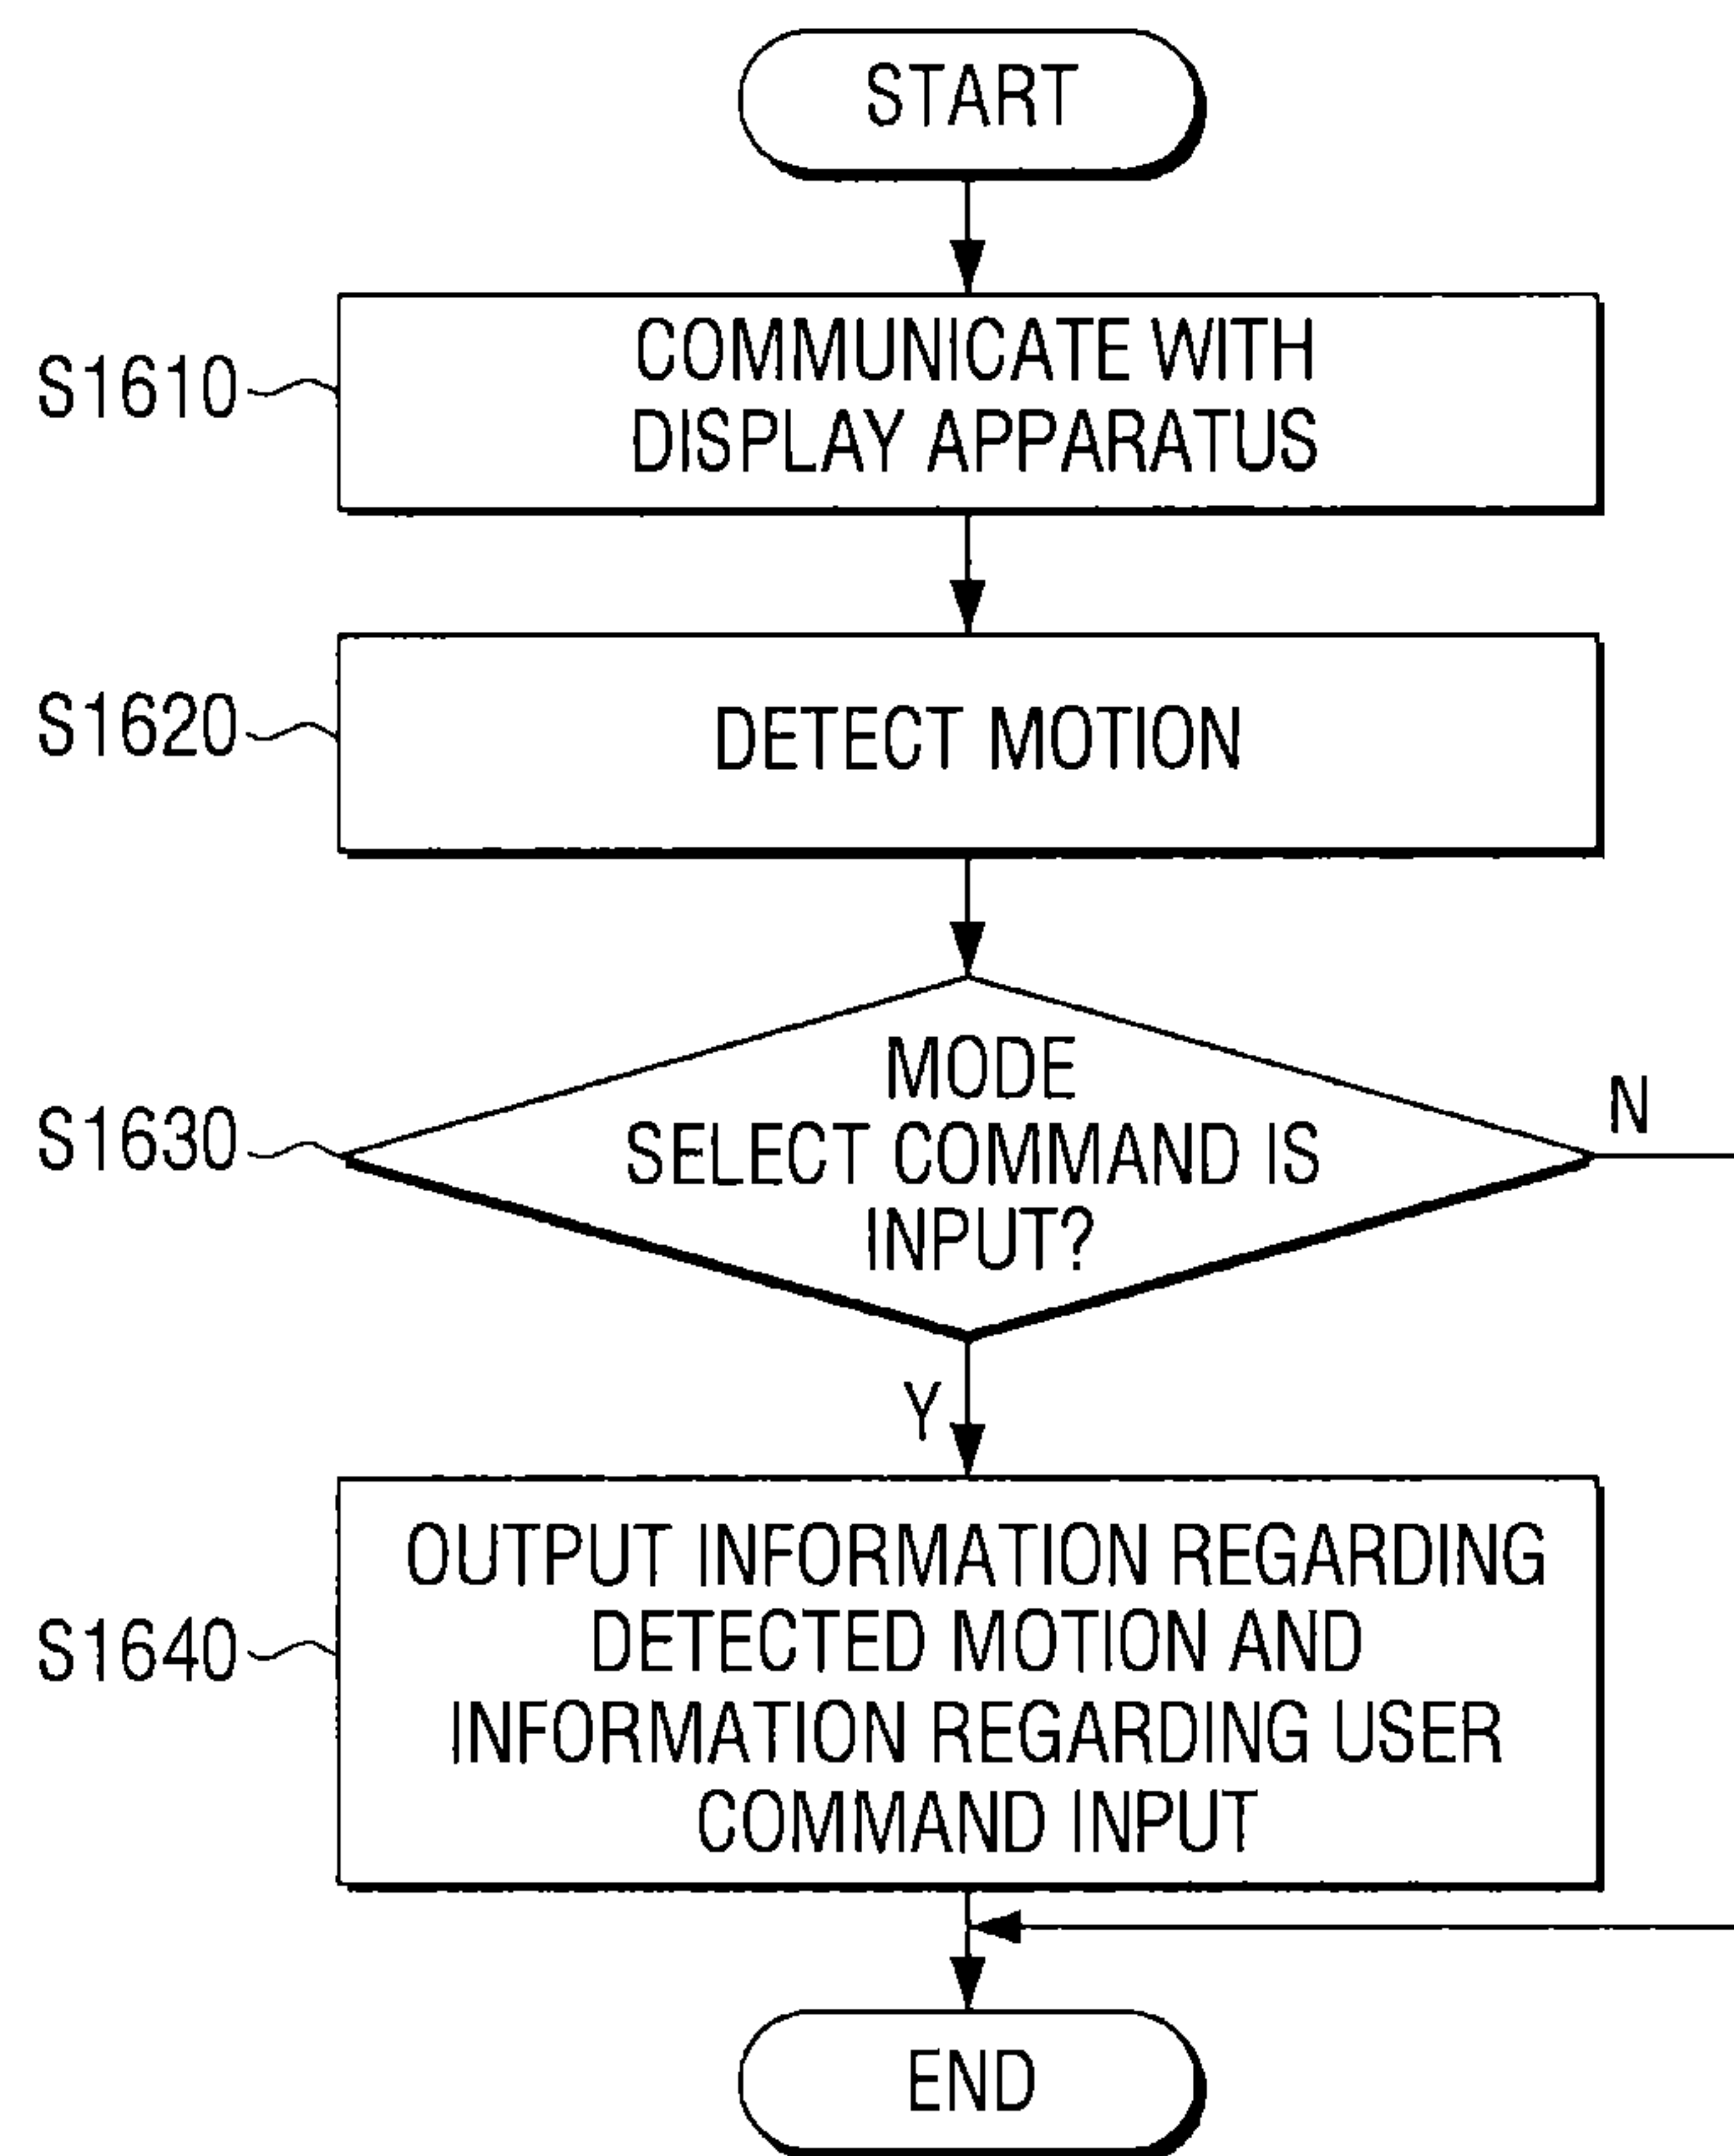 START
S1610
COMMUNICATE WITH
DISPLAY APPARATUS
S1620
DETECT MOTION
S1630
MODE
SELECT COMMAND IS
INPUT?
N
Y
S1640
OUTPUT INFORMATION REGARDING
DETECTED MOTION AND
INFORMATION REGARDING USER
COMMAND INPUT
END